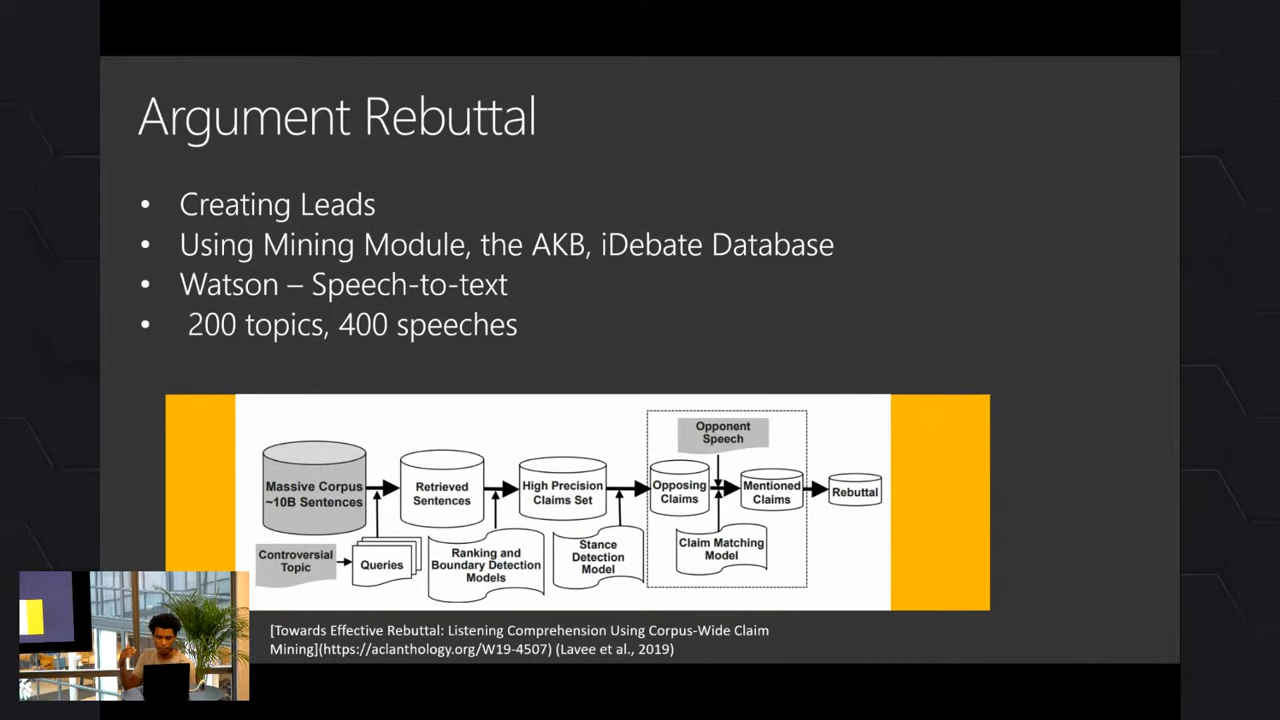 Argument Rebuttal
• Creating Leads
• Using Mining Module, the AKB, iDebate Database
• Watson – Speech-to-text
• 200 topics, 400 speeches
Massive Corpus
~10B Sentences
Retrieved
Sentences
High Precision
Claims Set
Opponent
Speech
Opposing
Claims
Mentioned
Claims
Rebuttal
Controversial
Topic
Queries
Ranking and
Boundary Detection
Models
Stance
Detection
Model
Claim Matching
Model
[Towards Effective Rebuttal: Listening Comprehension Using Corpus-Wide Claim
Mining](https://aclanthology.org/W19-4507) (Lavee et al., 2019)